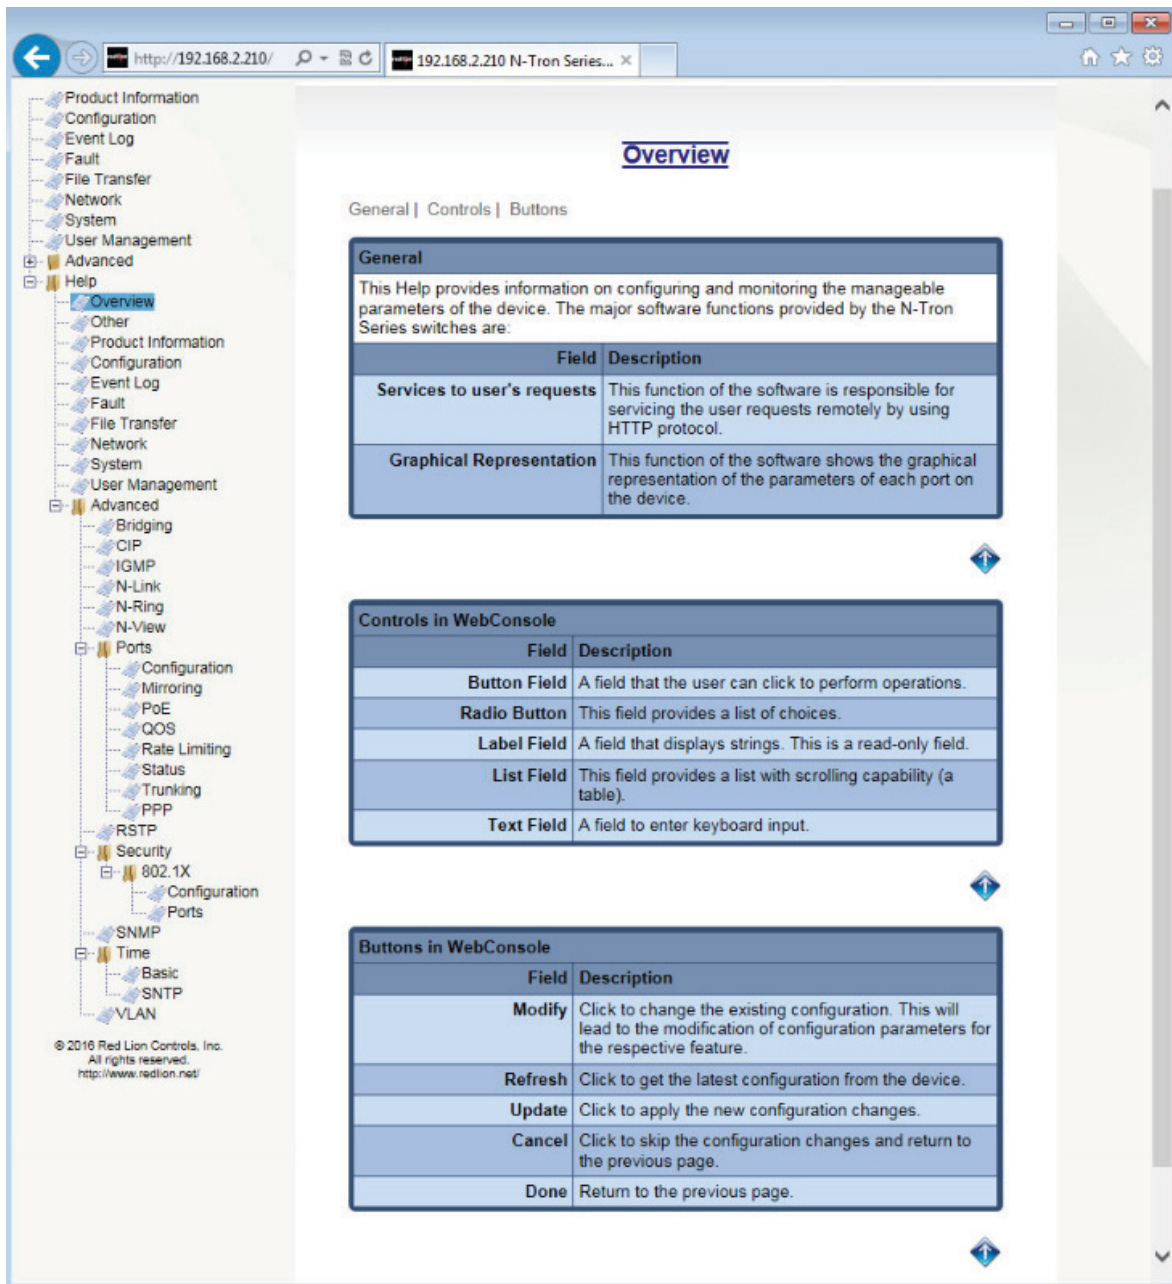 http://192.168.2.210/
192.168.2.210 N-Tron Series...
Product Information
Configuration
Event Log
Fault
File Transfer
Network
System
User Management
Advanced
Help
Overview
Other
Product Information
Configuration
Event Log
Fault
File Transfer
Network
System
User Management
Advanced
Bridging
CIP
IGMP
N-Link
N-Ring
N-View
Ports
Configuration
Mirroring
PoE
QOS
Rate Limiting
Status
Trunking
PPP
RSTP
Security
802.1X
Configuration
Ports
SNMP
Time
Basic
SNTP
VLAN
© 2016 Red Lion Controls, Inc.
All rights reserved.
http://www.redlion.net/
Overview
General | Controls | Buttons
General
This Help provides information on configuring and monitoring the manageable
parameters of the device. The major software functions provided by the N-Tron
Series switches are:
Field Description
Services to user's requests This function of the software is responsible for
servicing the user requests remotely by using
HTTP protocol.
Graphical Representation This function of the software shows the graphical
representation of the parameters of each port on
the device.
Controls in WebConsole
Field Description
Button Field A field that the user can click to perform operations.
Radio Button This field provides a list of choices.
Label Field A field that displays strings. This is a read-only field.
List Field This field provides a list with scrolling capability (a
table).
Text Field A field to enter keyboard input.
Buttons in WebConsole
Field Description
Modify Click to change the existing configuration. This will
lead to the modification of configuration parameters for
the respective feature.
Refresh Click to get the latest configuration from the device.
Update Click to apply the new configuration changes.
Cancel Click to skip the configuration changes and return to
the previous page.
Done Return to the previous page.